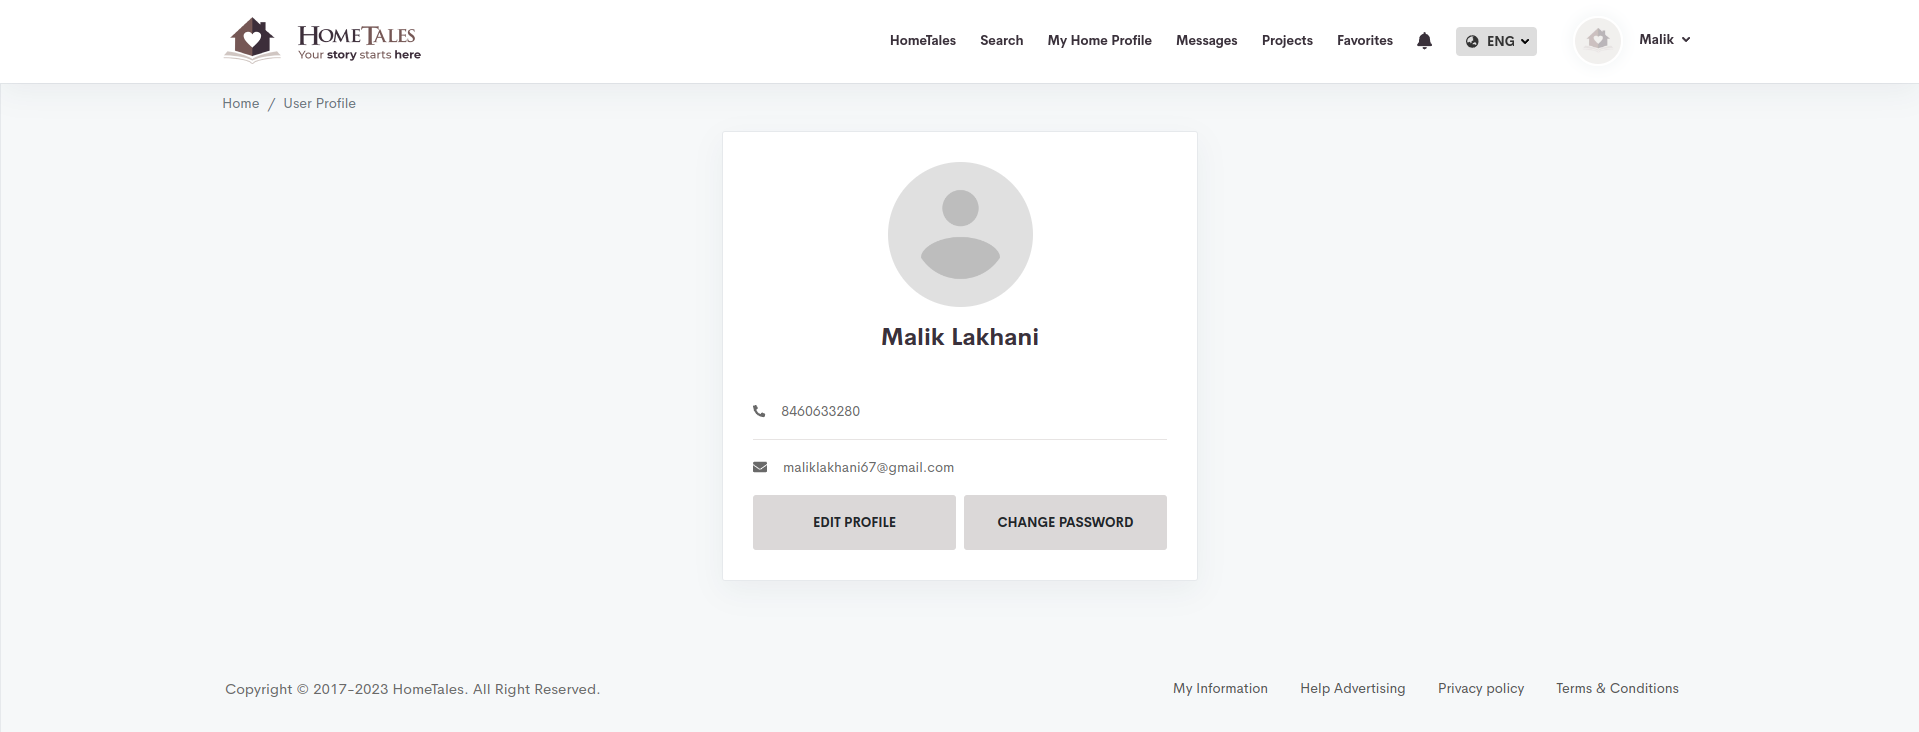 HomeTales
Your story starts here
HomeTales Search My Home Profile Messages Projects Favorites ENG Malik
Home / User Profile
Malik Lakhani
8460633280
maliklakhani67@gmail.com
EDIT PROFILE CHANGE PASSWORD
Copyright © 2017-2023 HomeTales. All Right Reserved. My Information Help Advertising Privacy policy Terms & Conditions